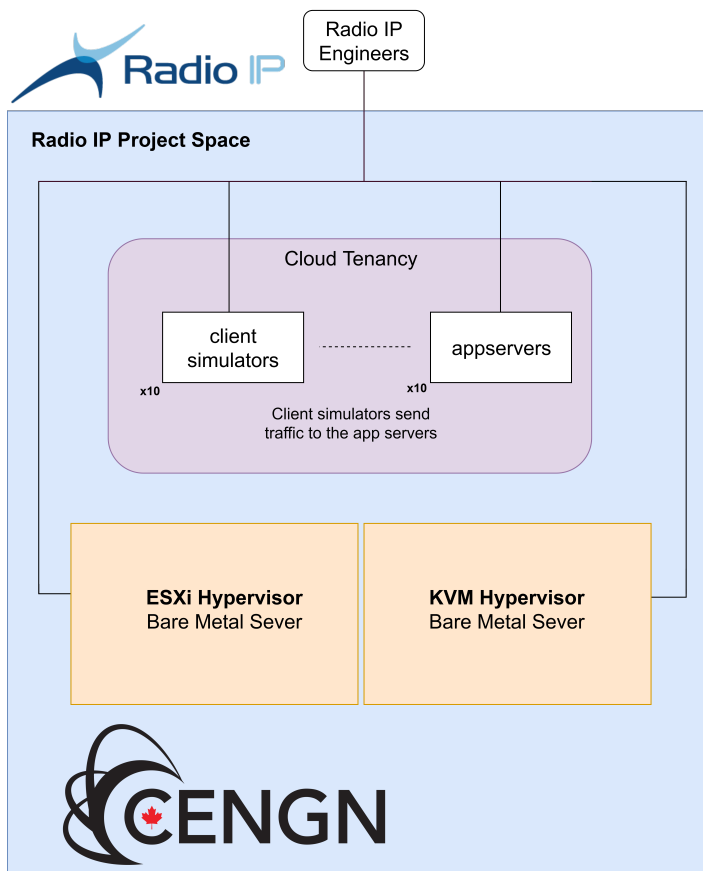 Radio IP
Engineers
Radio IP
Radio IP Project Space
Cloud Tenancy
client
simulators
appservers
x10
x10
Client simulators send
traffic to the app servers
ESXi Hypervisor
Bare Metal Sever
KVM Hypervisor
Bare Metal Sever
CENGN